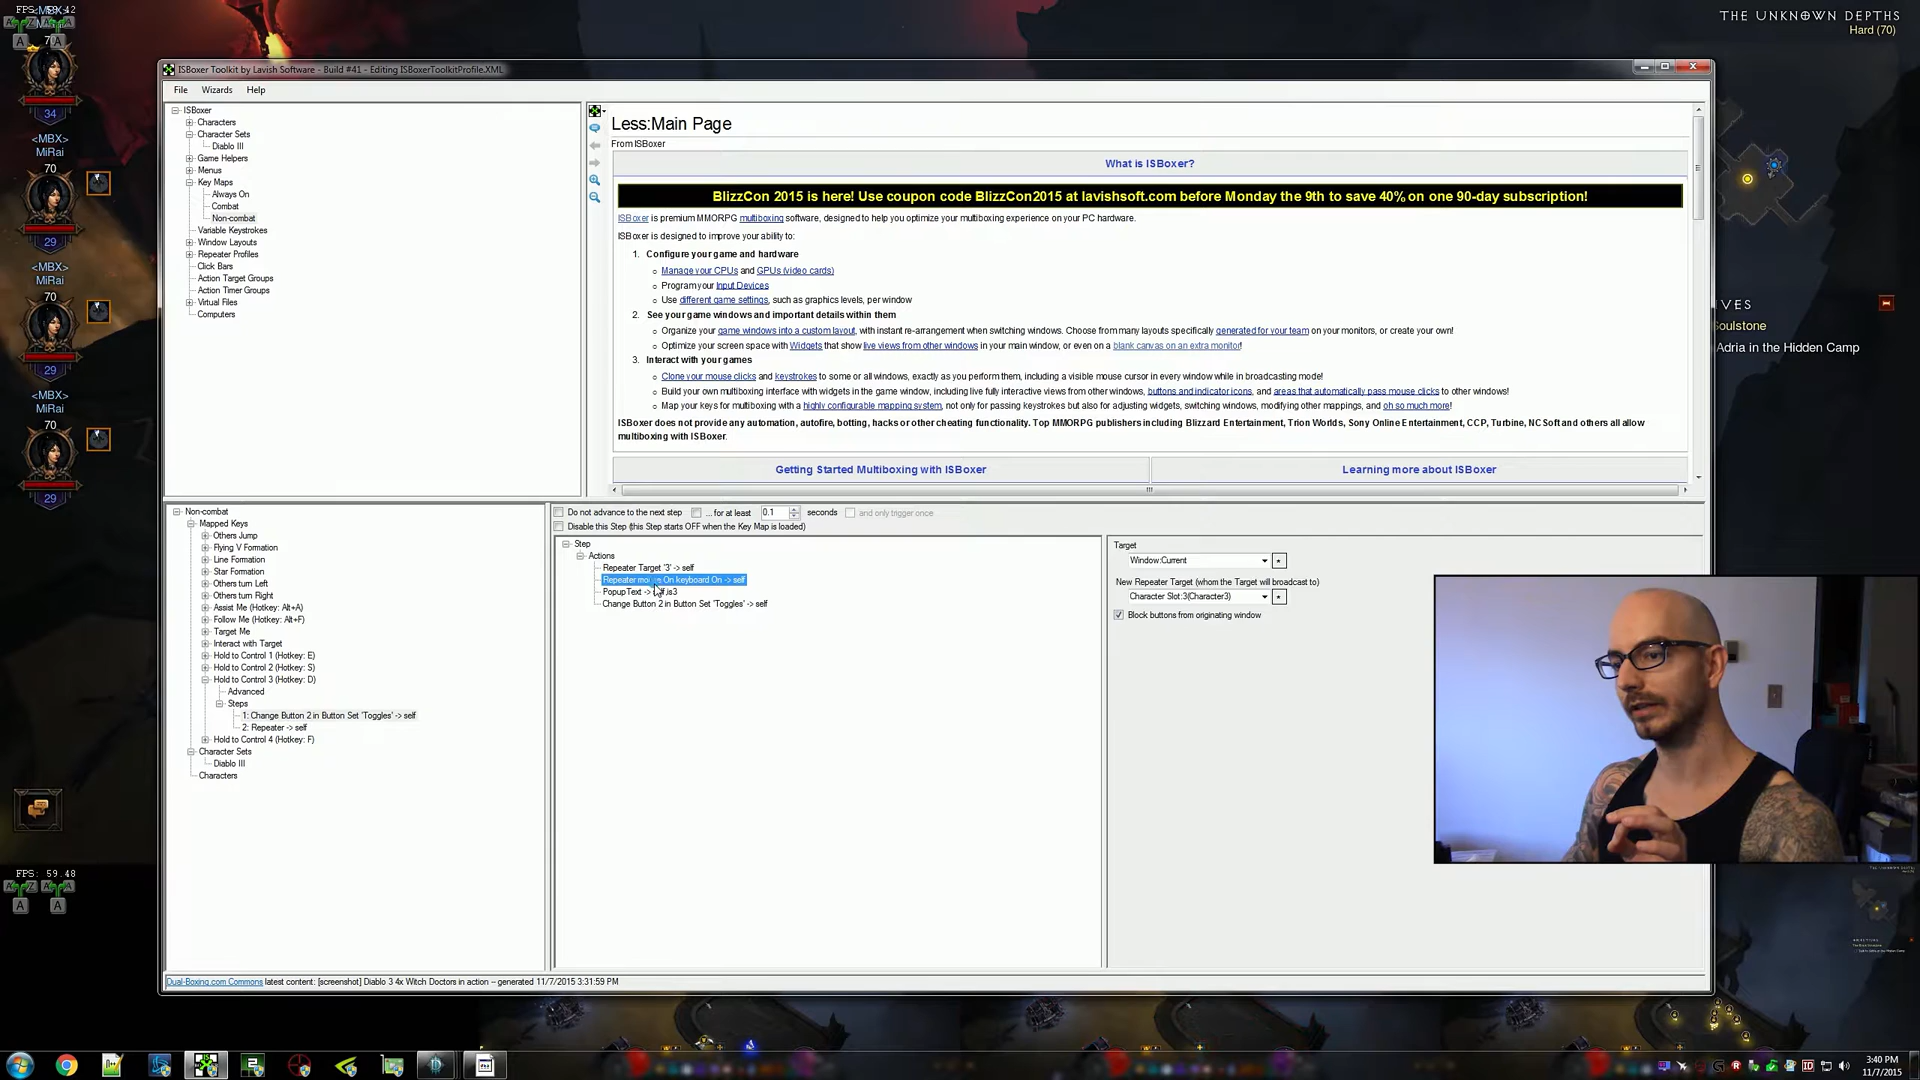 FPS:
<MBX>
THE UNKNOWN DEPTHS
Hard (70)
ISBoxer Toolkit by Lavish Software - Build #41 - Editing ISBoxerToolkitProfile.XML
File Wizards Help
ISBoxer
Characters
Character Sets
Diablo III
Game Helpers
Menus
Key Maps
Always On
Combat
Non-combat
Variable Keystrokes
Window Layouts
Repeater Profiles
Click Bars
Action Target Groups
Action Timer Groups
Virtual Files
Computers
Less:Main Page
From ISBoxer
What is ISBoxer?
BlizzCon 2015 is here! Use coupon code BlizzCon2015 at lavishsoft.com before Monday the 9th to save 40% on one 90-day subscription!
ISBoxer is premium MMORPG multiboxing software, designed to help you optimize your multiboxing experience on your PC hardware.
ISBoxer is designed to improve your ability to:
1. Configure your game and hardware
Manage your CPUs and GPUs (video cards)
Program your Input Devices
Use different game settings, such as graphics levels, per window
2. See your game windows and important details within them
Organize your game windows into a custom layout, with instant re-arrangement when switching windows. Choose from many layouts specifically generated for your team on your monitors, or create your own!
Optimize your screen space with Widgets that show live views from other windows in your main window, or even on a blank canvas on an extra monitor!
3. Interact with your games
Clone your mouse clicks and keystrokes to some or all windows, exactly as you perform them, including a visible mouse cursor in every window while in broadcasting mode!
Build your own multiboxing interface with widgets in the game window, including live fully interactive views from other windows, buttons and indicator icons, and areas that automatically pass mouse clicks to other windows!
Map your keys for multiboxing with a highly configurable mapping system, not only for passing keystrokes but also for adjusting widgets, switching windows, modifying other mappings, and oh so much more!
ISBoxer does not provide any automation, autofire, botting, hacks or other cheating functionality. Top MMORPG publishers including Blizzard Entertainment, Trion Worlds, Sony Online Entertainment, CCP, Turbine, NCSoft and others all allow
multiboxing with ISBoxer.
Getting Started Multiboxing with ISBoxer
Learning more about ISBoxer
34
<MBX>
MiRai
70
29
<MBX>
MiRai
70
29
<MBX>
MiRai
70
29
Soulstone
Adria in the Hidden Camp
Non-combat
Mapped Keys
Others Jump
Flying V Formation
Line Formation
Star Formation
Others turn Left
Others turn Right
Assist Me (Hotkey: Alt+A)
Follow Me (Hotkey: Alt+F)
Target Me
Interact with Target
Hold to Control 1 (Hotkey: E)
Hold to Control 2 (Hotkey: S)
Hold to Control 3 (Hotkey: D)
Advanced
Steps
1: Change Button 2 in Button Set 'Toggles' -> self
2: Repeater -> self
Hold to Control 4 (Hotkey: F)
Character Sets
Diablo III
Characters
Do not advance to the next step ... for at least 0.1 seconds and only trigger once
Disable this Step (this Step starts OFF when the Key Map is loaded)
Step
Actions
Repeater Target '3' -> self
Repeater On keyboard On -> self
PopupText ->
Change Button 2 in Button Set 'Toggles' -> self
Target
Window:Current
New Repeater Target (whom the Target will broadcast to)
Character Slot:3(Character3)
Block buttons from originating window
FPS: 59.48
A A
Dual-Boxing.com Commons latest content: [screenshot] Diablo 3 4x Witch Doctors in action -- generated 11/7/2015 3:31:59 PM
3:40 PM
11/7/2015